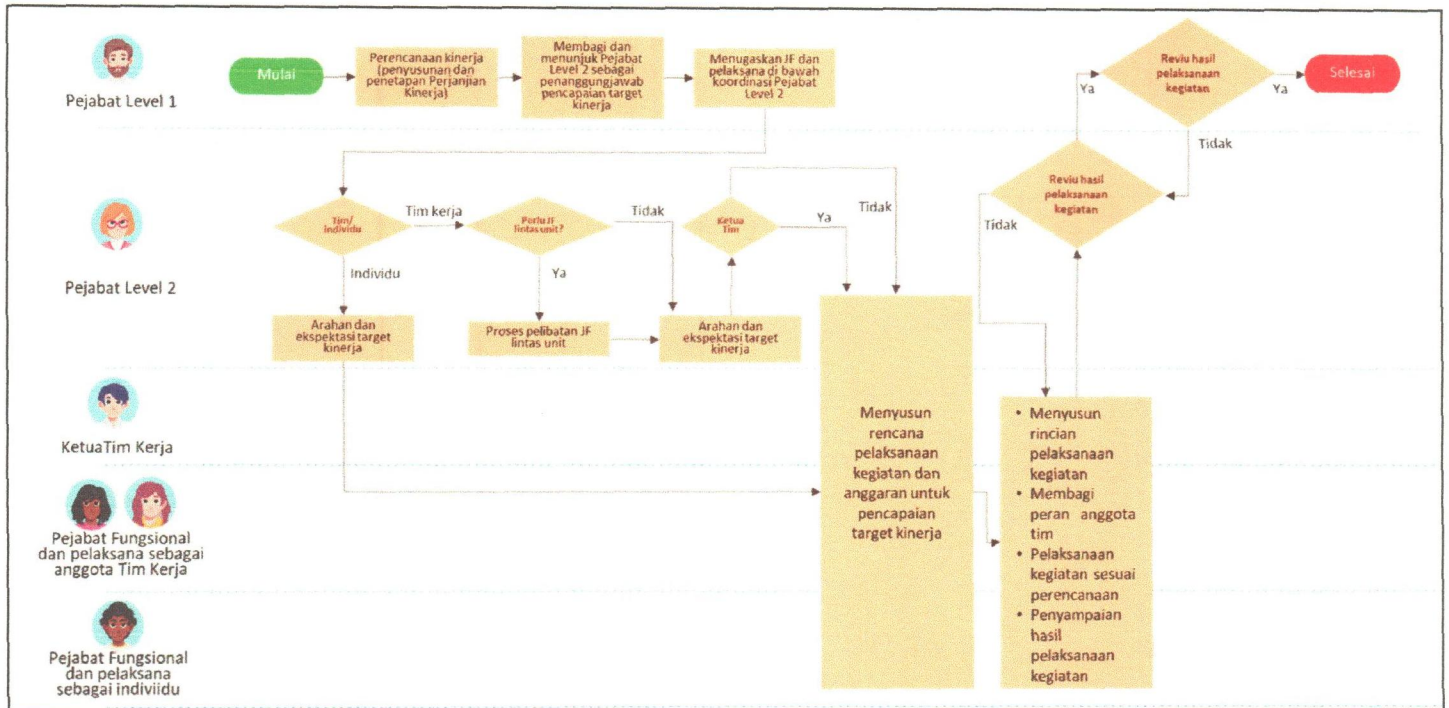 Mulai
Perencanaan kinerja
(penyusunan dan
penetapan Perjanjian
Kinerja)
Membagi dan
menunjuk Pejabat
Level 2 sebagai
penanggungjawab
pencapaian target
kinerja
Menugaskan JF dan
pelaksana di bawah
koordinasi Pejabat
Level 2
Reviu hasil
pelaksanaan
kegiatan
Ya
Ya
Selesai
Tidak
Pejabat Level 1
Tim/
individu
Tim kerja
Perlu JF
lintas unit?
Tidak
Ketua
Tim
Ya
Tidak
Reviu hasil
pelaksanaan
kegiatan
Tidak
Individu
Ya
Pejabat Level 2
Arahan dan
ekspektasi target
kinerja
Proses pelibatan JF
lintas unit
Arahan dan
ekspektasi target
kinerja
KetuaTim Kerja
Menyusun
rencana
pelaksanaan
kegiatan dan
anggaran untuk
pencapaian
target kinerja
• Menyusun
rincian
pelaksanaan
kegiatan
• Membagi
peran anggota
tim
• Pelaksanaan
kegiatan sesuai
perencanaan
• Penyampaian
hasil
pelaksanaan
kegiatan
Pejabat Fungsional
dan pelaksana sebagai
anggota Tim Kerja
Pejabat Fungsional
dan pelaksana
sebagai indiviidu